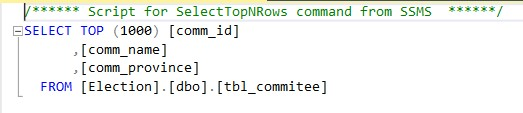 /****** Script for SelectTopNRows command from SSMS  ******/
SELECT TOP (1000) [comm_id]
      ,[comm_name]
      ,[comm_province]
  FROM [Election].[dbo].[tbl_commitee]